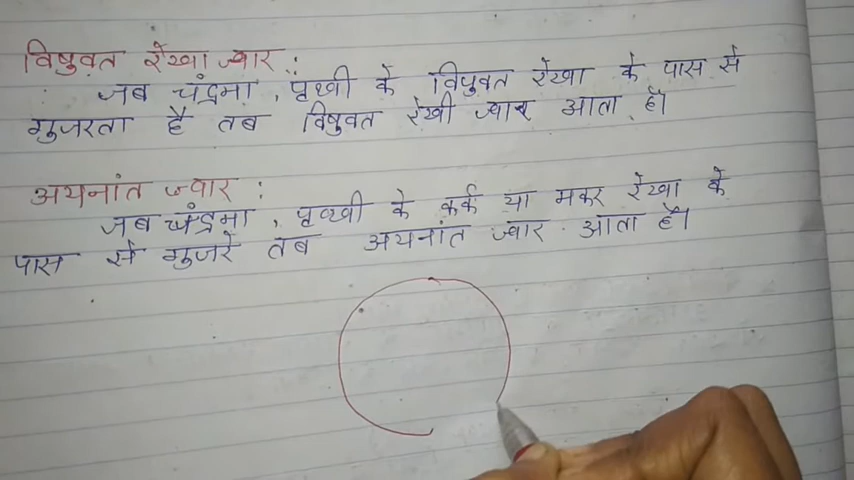 विषुवत रेखा ज्वार :
जब चंद्रमा, पृथ्वी के विषुवत रेखा के पास से
गुजरता है तब विषुवत रेखी ज्वार आता है।
अयनांत ज्वार :
जब चंद्रमा, पृथ्वी के कर्क या मकर रेखा के
पास से गुजरे तब अयनांत ज्वार आता है।